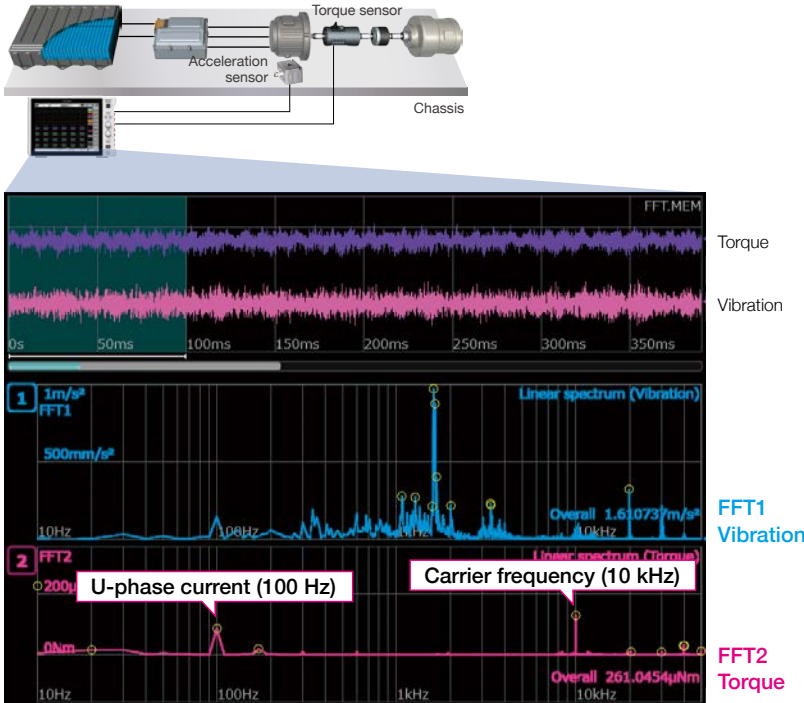 Torque sensor
Acceleration
sensor
Chassis
FFT.MEM
Torque
Vibration
0s 50ms 100ms 150ms 200ms 250ms 300ms 350ms
1 1m/s² Linear spectrum (Vibration)
FFT1
500mm/s²
Overall 1.610737m/s²
10Hz 100Hz 1kHz 10kHz
FFT1
Vibration
2 FFT2 Linear spectrum (Torque)
200µ
U-phase current (100 Hz)
Carrier frequency (10 kHz)
0Nm
Overall 261.0454µNm
10Hz 100Hz 1kHz 10kHz
FFT2
Torque